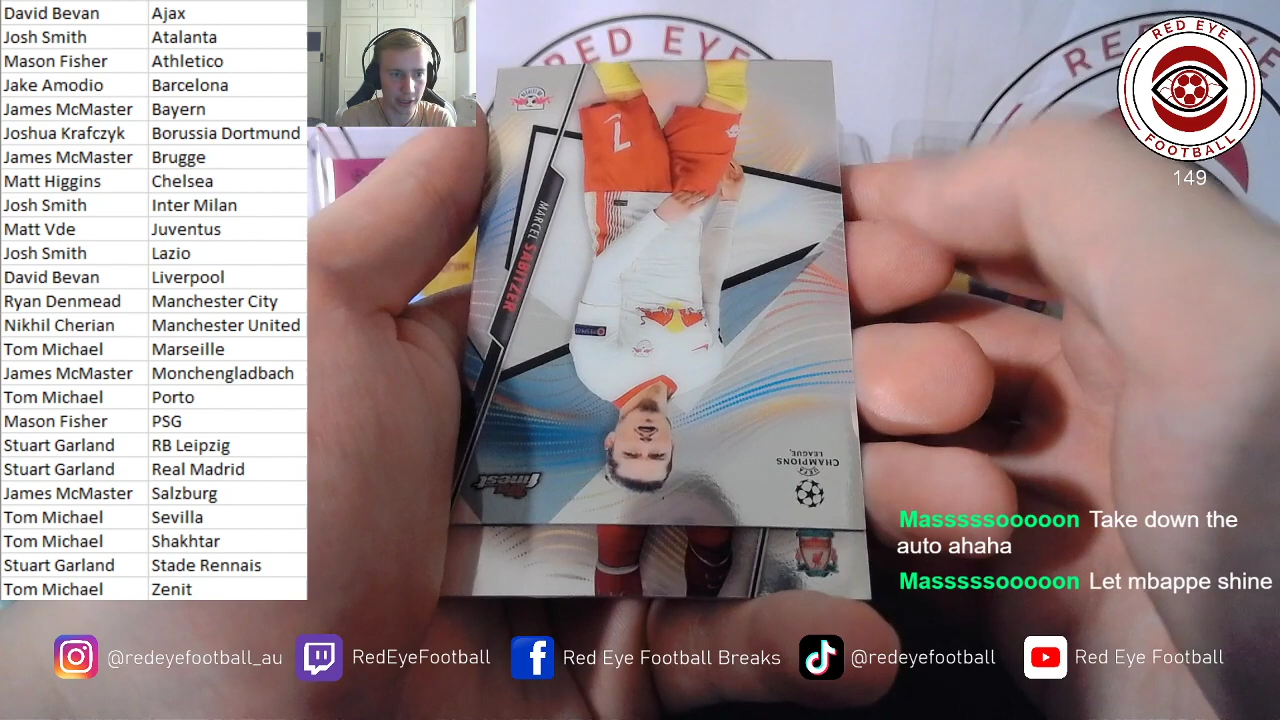 David Bevan Ajax
Josh Smith Atalanta
Mason Fisher Athletico
Jake Amodio Barcelona
James McMaster Bayern
Joshua Krafczyk Borussia Dortmund
James McMaster Brugge
Matt Higgins Chelsea
Josh Smith Inter Milan
Matt Vde Juventus
Josh Smith Lazio
David Bevan Liverpool
Ryan Denmead Manchester City
Nikhil Cherian Manchester United
Tom Michael Marseille
James McMaster Monchengladbach
Tom Michael Porto
Mason Fisher PSG
Stuart Garland RB Leipzig
Stuart Garland Real Madrid
James McMaster Salzburg
Tom Michael Sevilla
Tom Michael Shakhtar
Stuart Garland Stade Rennais
Tom Michael Zenit
RED EYE
RED EYE
FOOTBALL
149
7
MARCEL SABITZER
finest
UEFA
CHAMPIONS
LEAGUE
Masssssooooon Take down the
auto ahaha
Masssssooooon Let mbappe shine
@redeyefootball_au
RedEyeFootball
Red Eye Football Breaks
@redeyefootball
Red Eye Football